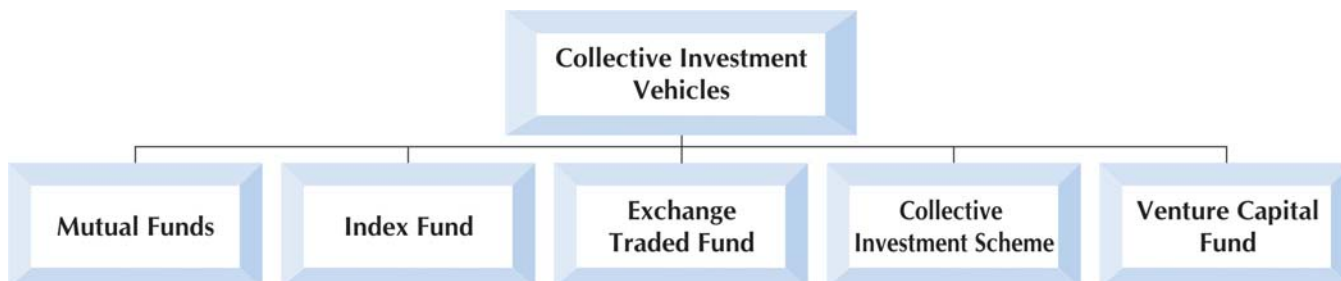 Collective Investment
Vehicles
Mutual Funds
Index Fund
Exchange
Traded Fund
Collective
Investment Scheme
Venture Capital
Fund